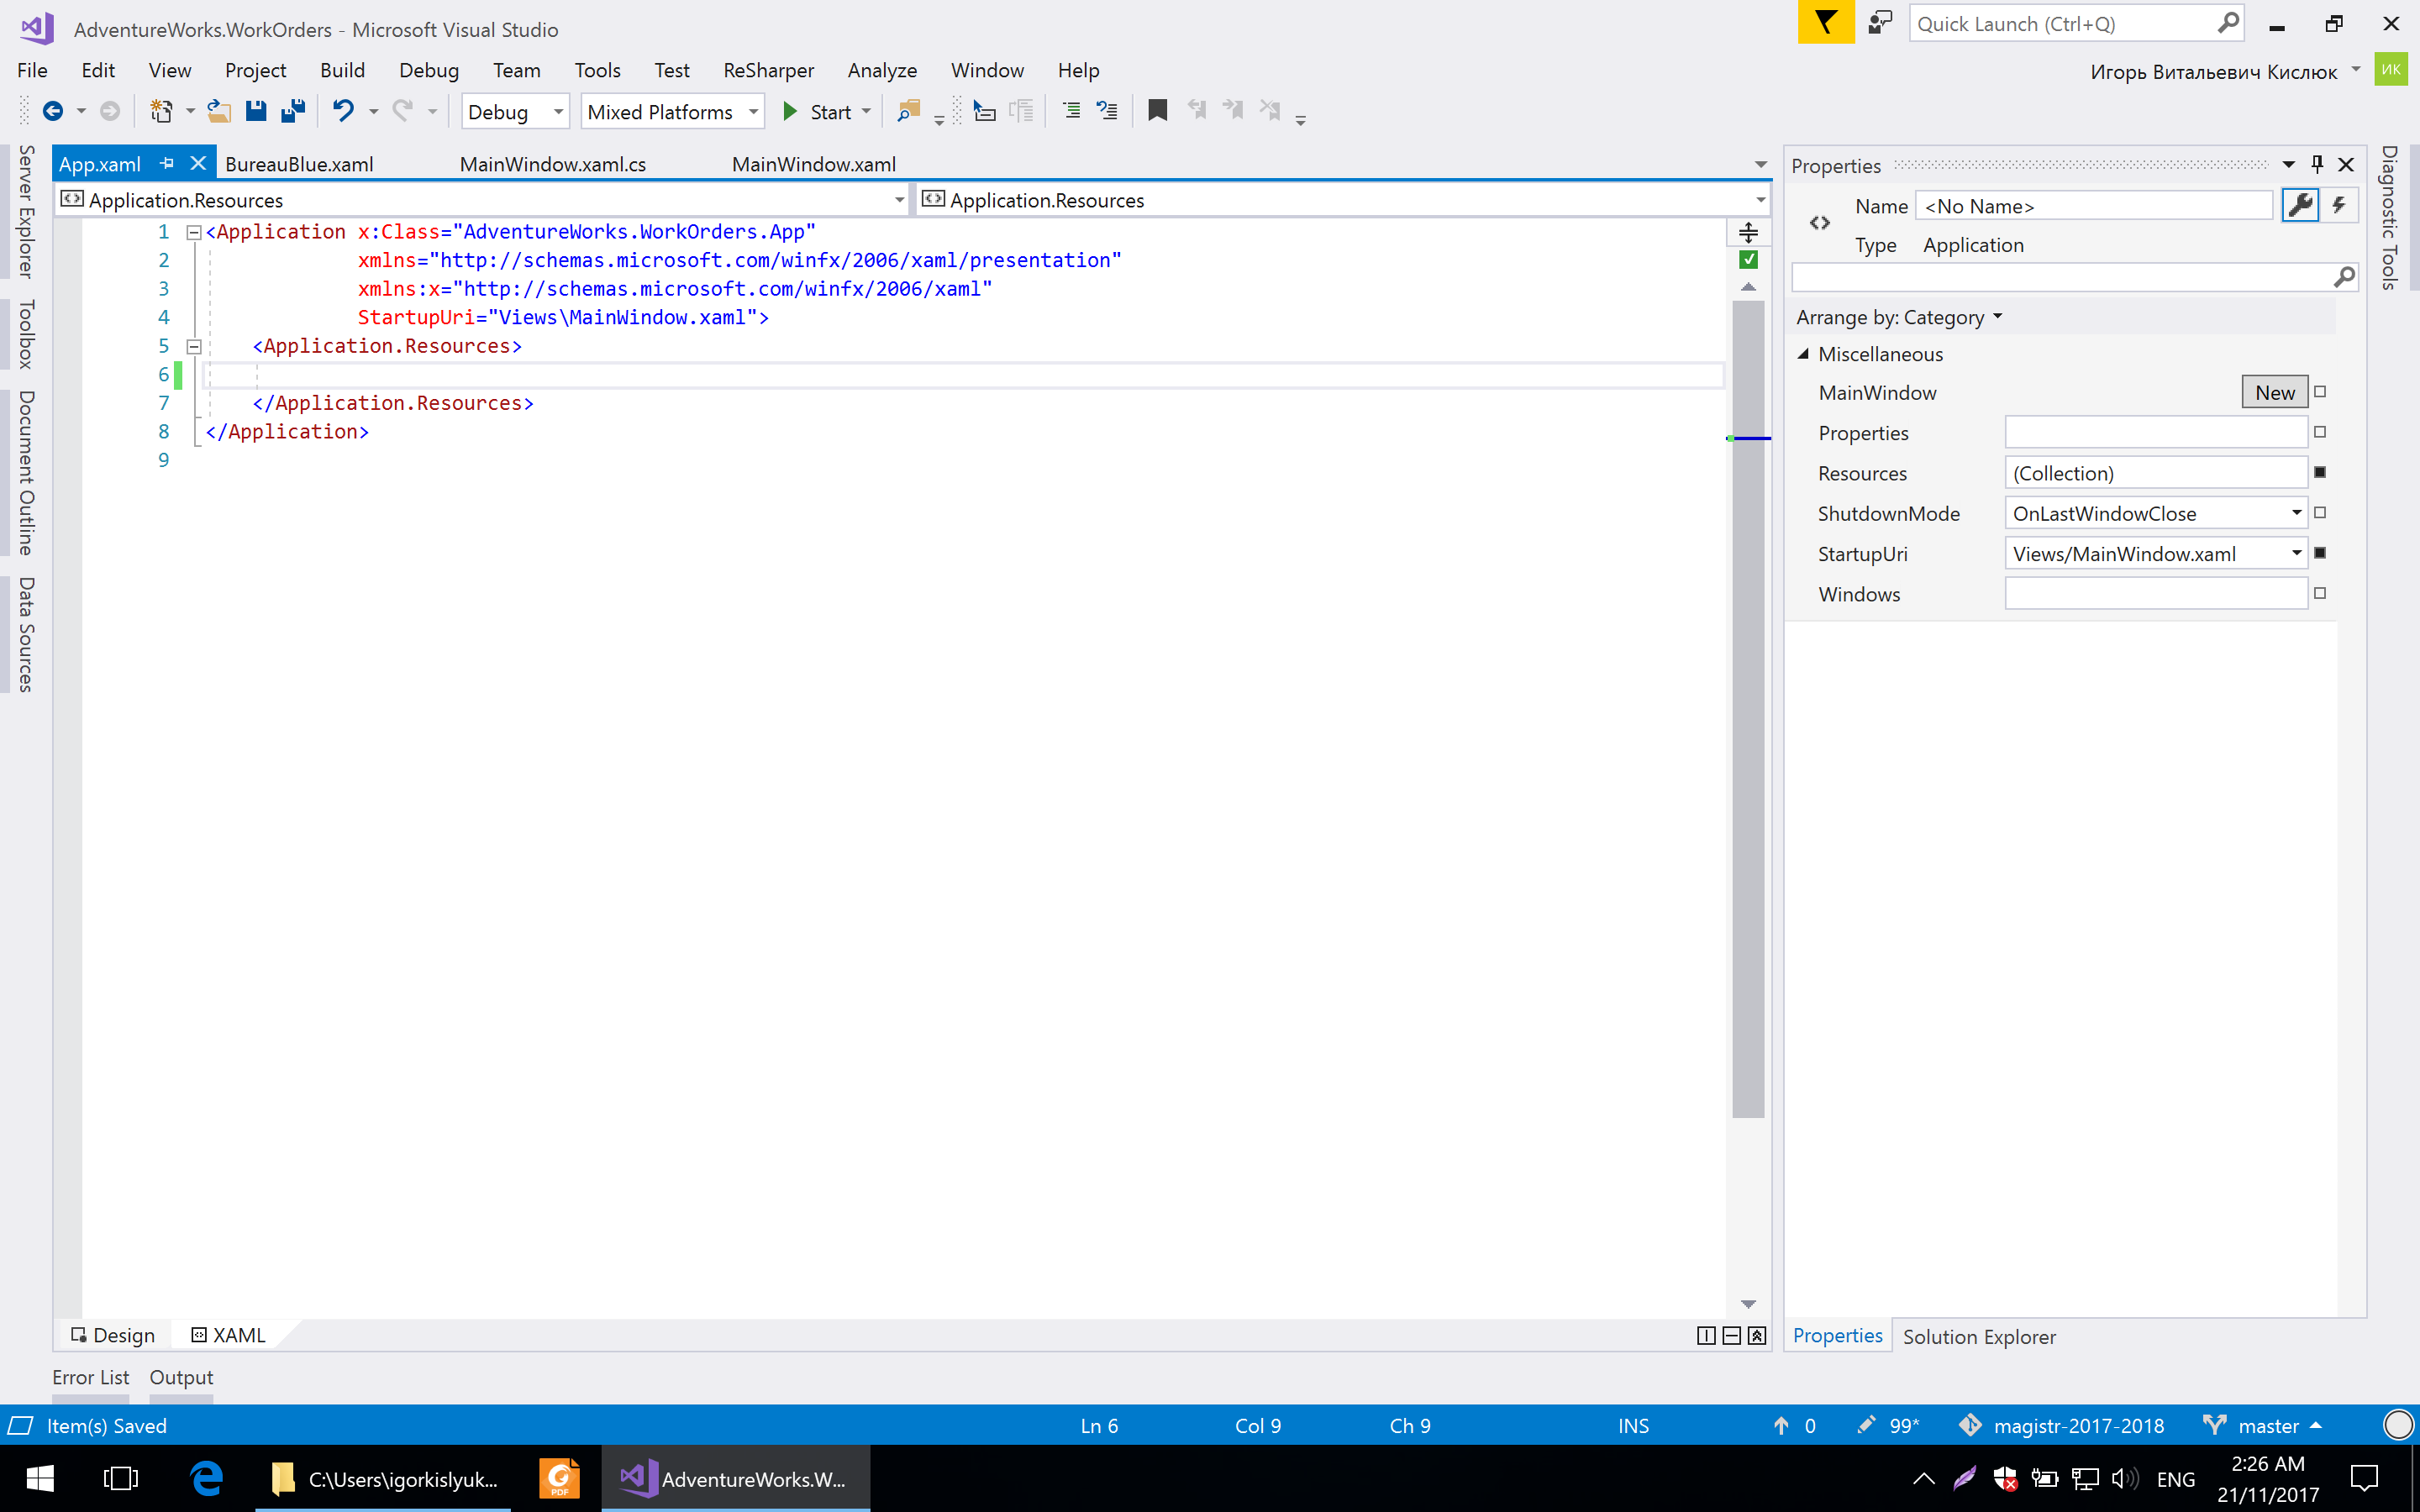 AdventureWorks.WorkOrders - Microsoft Visual Studio
Quick Launch (Ctrl+Q)
File Edit View Project Build Debug Team Tools Test ReSharper Analyze Window Help
Игорь Витальевич Кислюк
ИК
Debug Mixed Platforms Start
Server Explorer
Toolbox
Document Outline
Data Sources
App.xaml BureauBlue.xaml MainWindow.xaml.cs MainWindow.xaml
Application.Resources Application.Resources
1 <Application x:Class="AdventureWorks.WorkOrders.App"
2 xmlns="http://schemas.microsoft.com/winfx/2006/xaml/presentation"
3 xmlns:x="http://schemas.microsoft.com/winfx/2006/xaml"
4 StartupUri="Views\MainWindow.xaml">
5 <Application.Resources>
6
7 </Application.Resources>
8 </Application>
9
Design XAML
Properties
Name <No Name>
Type Application
Arrange by: Category
Miscellaneous
MainWindow New
Properties
Resources (Collection)
ShutdownMode OnLastWindowClose
StartupUri Views/MainWindow.xaml
Windows
Properties Solution Explorer
Diagnostic Tools
Error List Output
Item(s) Saved Ln 6 Col 9 Ch 9 INS 0 99* magistr-2017-2018 master
C:\Users\igorkislyuk... PDF AdventureWorks.W... ENG
2:26 AM
21/11/2017